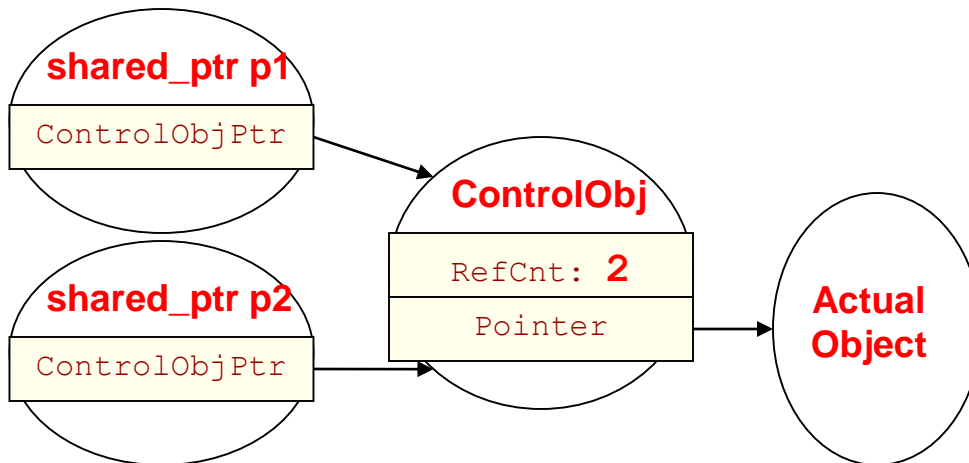 shared_ptr p1
ControlObjPtr
shared_ptr p2
ControlObjPtr
ControlObj
RefCnt: 2
Pointer
Actual
Object